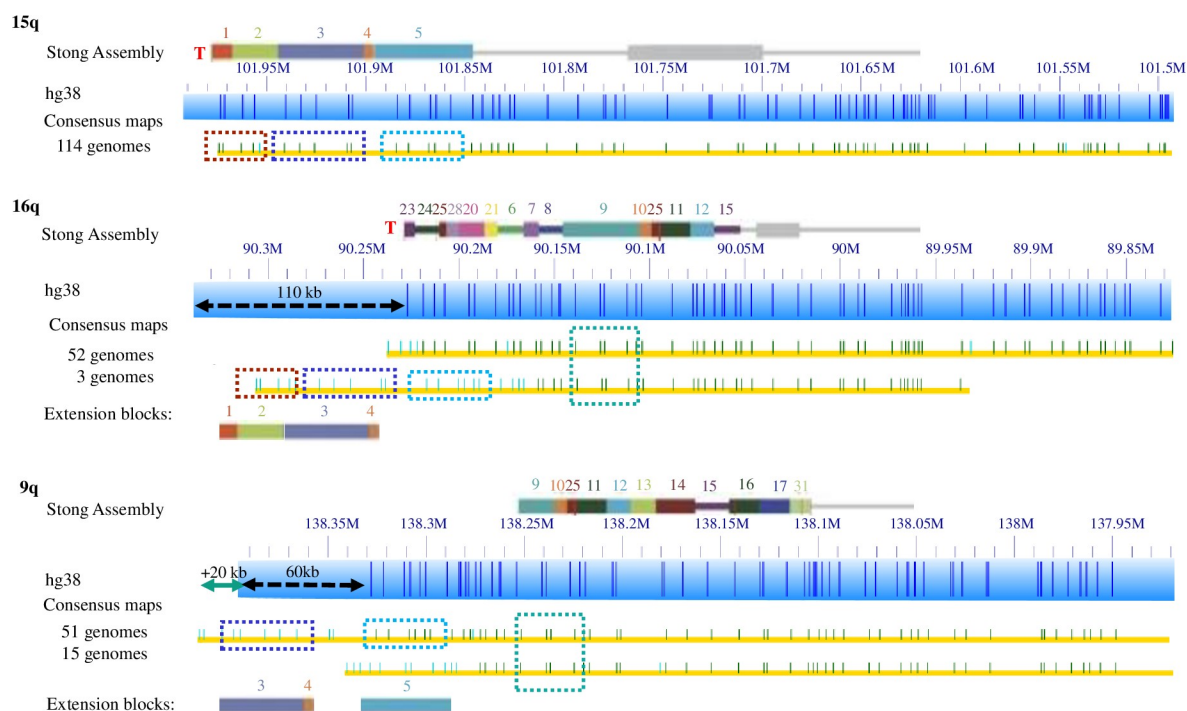 15q
1 2 3 4 5
Stong Assembly
T
101.95M 101.9M 101.85M 101.8M 101.75M 101.7M 101.65M 101.6M 101.55M 101.5M
hg38
Consensus maps
114 genomes
16q
23 24 25 28 20 21 6 7 8 9 10 25 11 12 15
Stong Assembly
T
90.3M 90.25M 90.2M 90.15M 90.1M 90.05M 90M 89.95M 89.9M 89.85M
hg38
110 kb
Consensus maps
52 genomes
3 genomes
Extension blocks:
1 2 3 4
9q
9 10 25 11 12 13 14 15 16 17 31
Stong Assembly
138.35M 138.3M 138.25M 138.2M 138.15M 138.1M 138.05M 138M 137.95M
+20 kb 60kb
hg38
Consensus maps
51 genomes
15 genomes
3 4 5
Extension blocks: